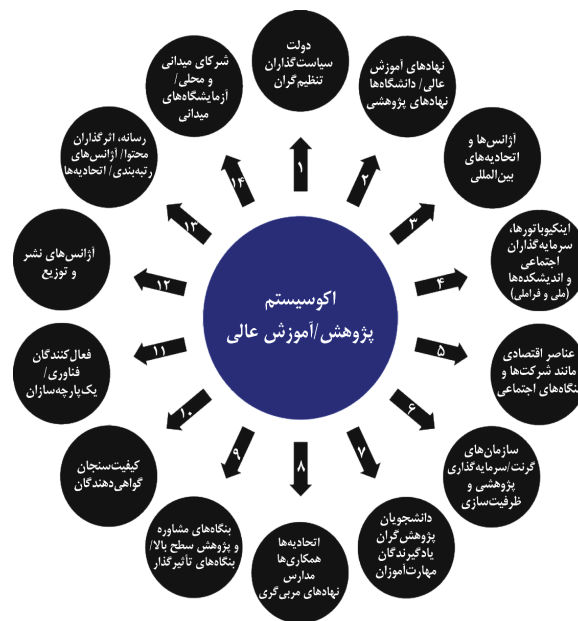 اکوسیستم
پژوهش/آموزش عالی
۱
دولت
سیاست‌گذاران
تنظیم‌گران
۲
نهادهای آموزش
عالی/ دانشگاه‌ها
نهادهای پژوهشی
۳
آژانس‌ها و
اتحادیه‌های
بین‌المللی
۴
اینکیوباتورها،
سرمایه‌گذاران
اجتماعی
و اندیشکده‌ها
(ملی و فراملی)
۵
عناصر اقتصادی
مانند شرکت‌ها و
بنگاه‌های اجتماعی
۶
سازمان‌های
گرنت/سرمایه‌گذاری
پژوهشی و
ظرفیت‌سازی
۷
دانشجویان
پژوهش‌گران
یادگیرندگان
مهارت‌آموزان
۸
اتحادیه‌ها
همکاری‌ها
مدارس
نهادهای مربی‌گری
۹
بنگاه‌های مشاوره
و پژوهش سطح بالا/
بنگاه‌های تأثیرگذار
۱۰
کیفیت‌سنجان
گواهی‌دهندگان
۱۱
فعال‌کنندگان
فناوری/
یک‌پارچه‌سازان
۱۲
آژانس‌های نشر
و توزیع
۱۳
رسانه، اثرگذاران
محتوا/ آژانس‌های
رتبه‌بندی/ اتحادیه‌ها
۱۴
شرکای میدانی
و محلی/
آزمایشگاه‌های
میدانی